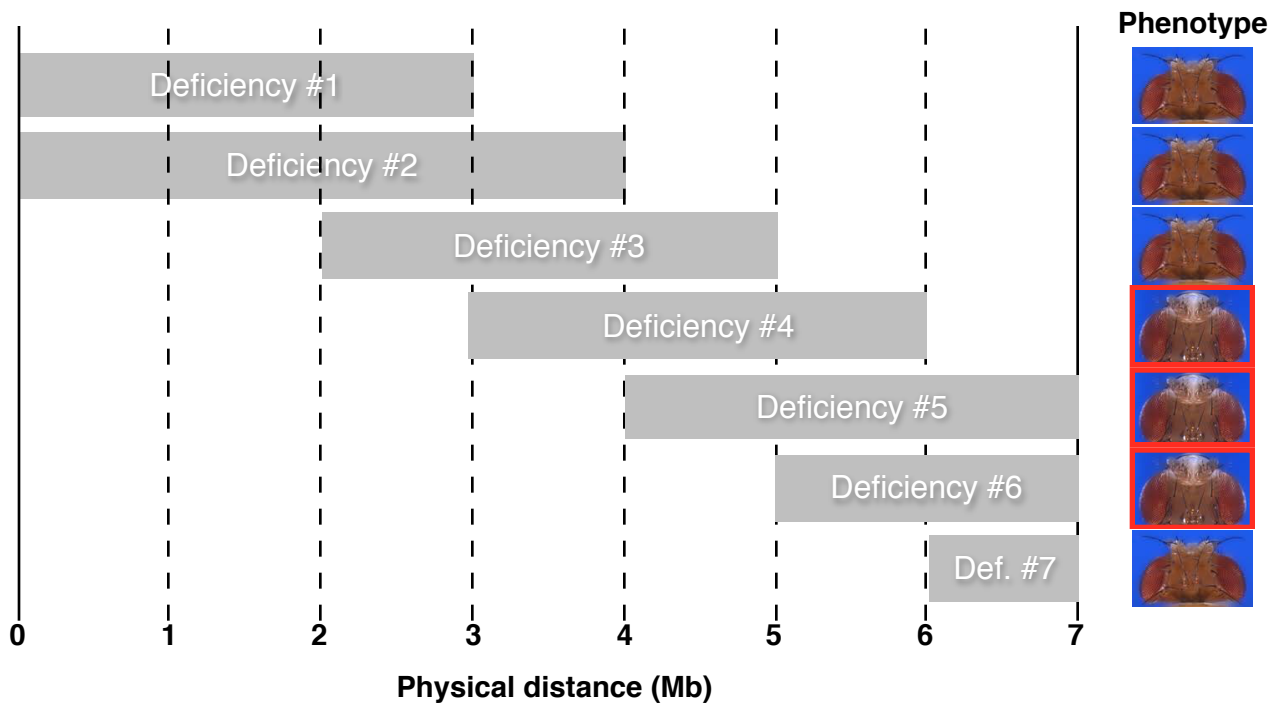 Phenotype
Deficiency #1
Deficiency #2
Deficiency #3
Deficiency #4
Deficiency #5
Deficiency #6
Def. #7
0 1 2 3 4 5 6 7
Physical distance (Mb)